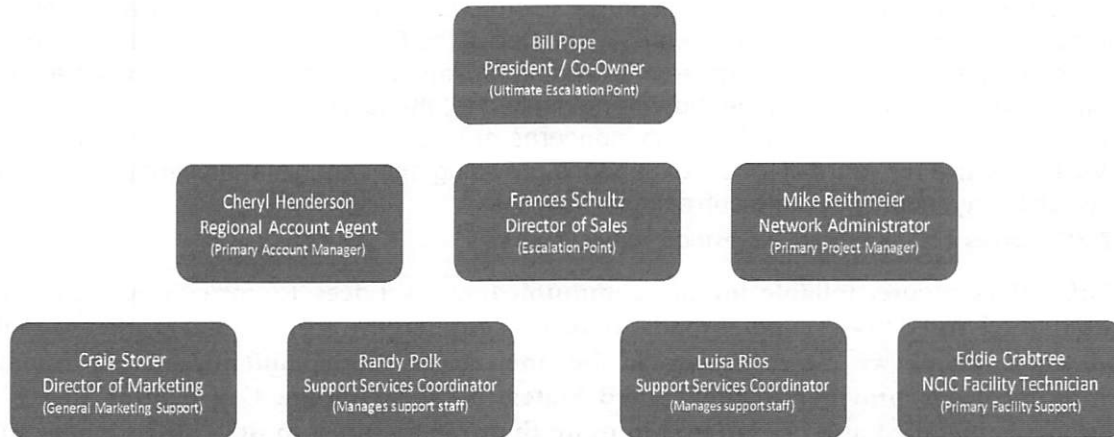 Bill Pope
President / Co-Owner
(Ultimate Escalation Point)
Cheryl Henderson
Regional Account Agent
(Primary Account Manager)
Frances Schultz
Director of Sales
(Escalation Point)
Mike Reithmeier
Network Administrator
(Primary Project Manager)
Craig Storer
Director of Marketing
(General Marketing Support)
Randy Polk
Support Services Coordinator
(Manages support staff)
Luisa Rios
Support Services Coordinator
(Manages support staff)
Eddie Crabtree
NCIC Facility Technician
(Primary Facility Support)